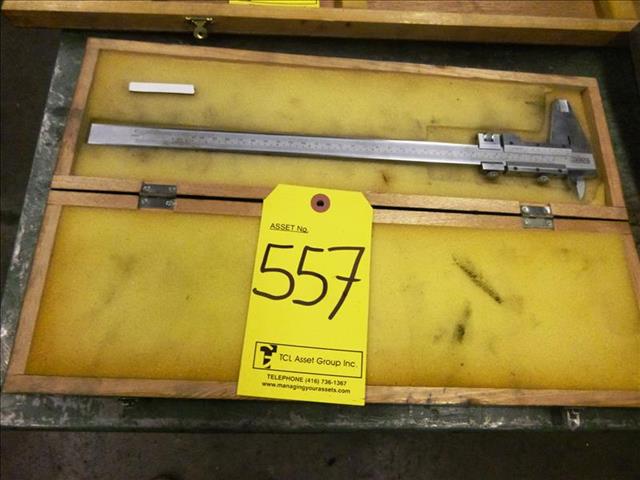 ASSET No.
557
TCL Asset Group Inc.
TELEPHONE (416) 736-1367
www.managingyourassets.com